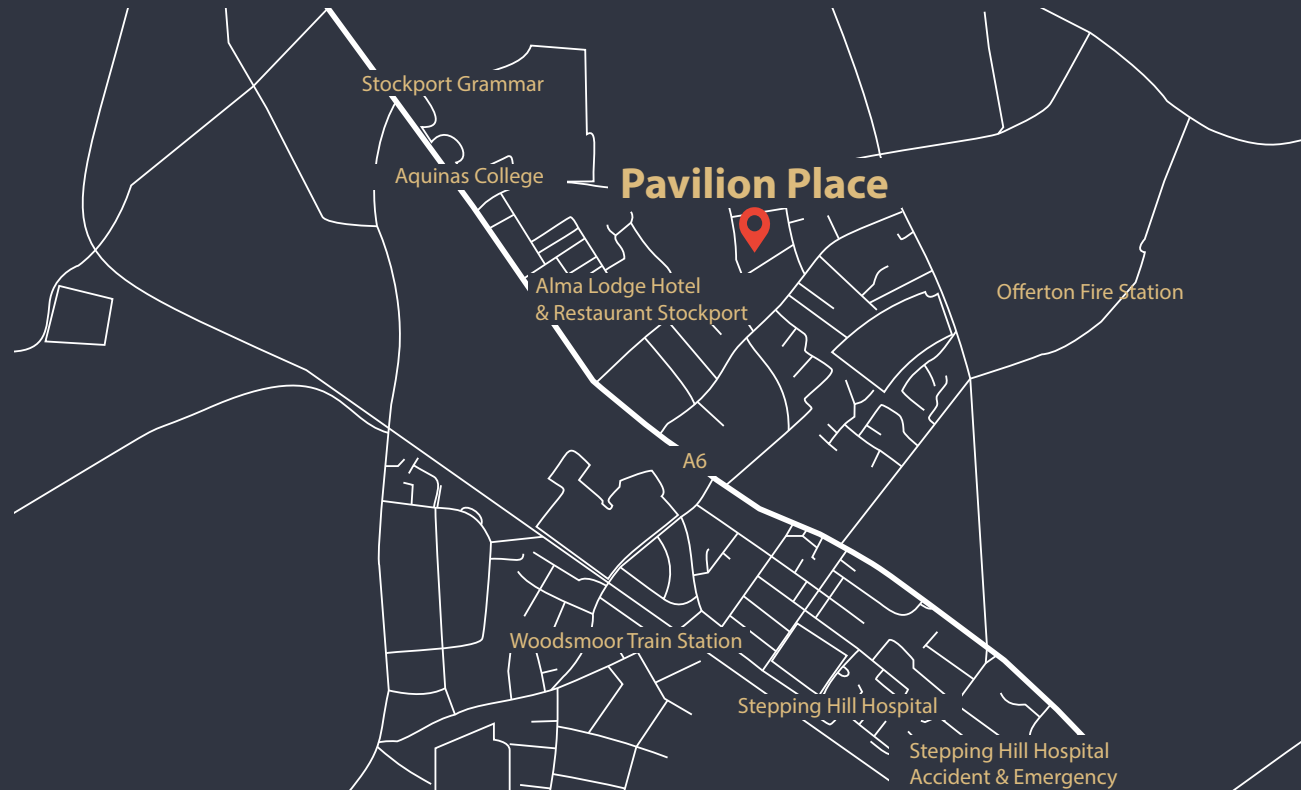 Stockport Grammar
Aquinas College
Pavilion Place
Alma Lodge Hotel
& Restaurant Stockport
Offerton Fire Station
A6
Woodsmoor Train Station
Stepping Hill Hospital
Stepping Hill Hospital
Accident & Emergency